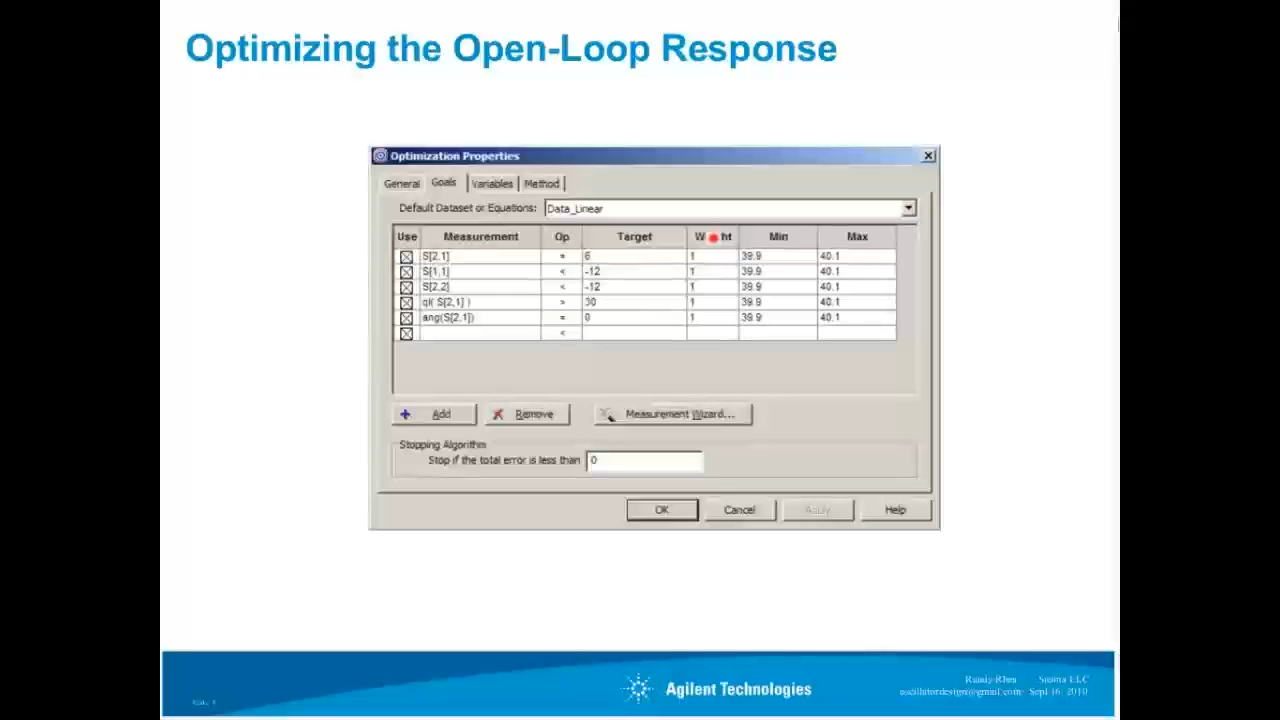 Optimizing the Open-Loop Response
Optimization Properties
General Goals Variables Method
Default Dataset or Equations: Data_Linear
Use Measurement Op Target W ht Min Max
S[2,1] = 6 1 39.9 40.1
S[1,1] < -12 1 39.9 40.1
S[2,2] < -12 1 39.9 40.1
ql( S[2,1] ) > 30 1 39.9 40.1
ang(S[2,1]) = 0 1 39.9 40.1
<
Add Remove Measurement Wizard...
Stopping Algorithm
Stop if the total error is less than 0
OK Cancel Apply Help
Agilent Technologies
Randy Rhea
oscillatordesign@gmail.com Sept 16, 2010